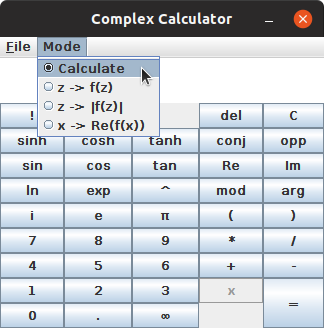 Complex Calculator
File Mode
Calculate
z -> f(z)
z -> |f(z)|
x -> Re(f(x))
! del C
sinh cosh tanh conj opp
sin cos tan Re Im
ln exp ^ mod arg
i e π ( )
7 8 9 * /
4 5 6 + -
1 2 3 x =
0 . ∞